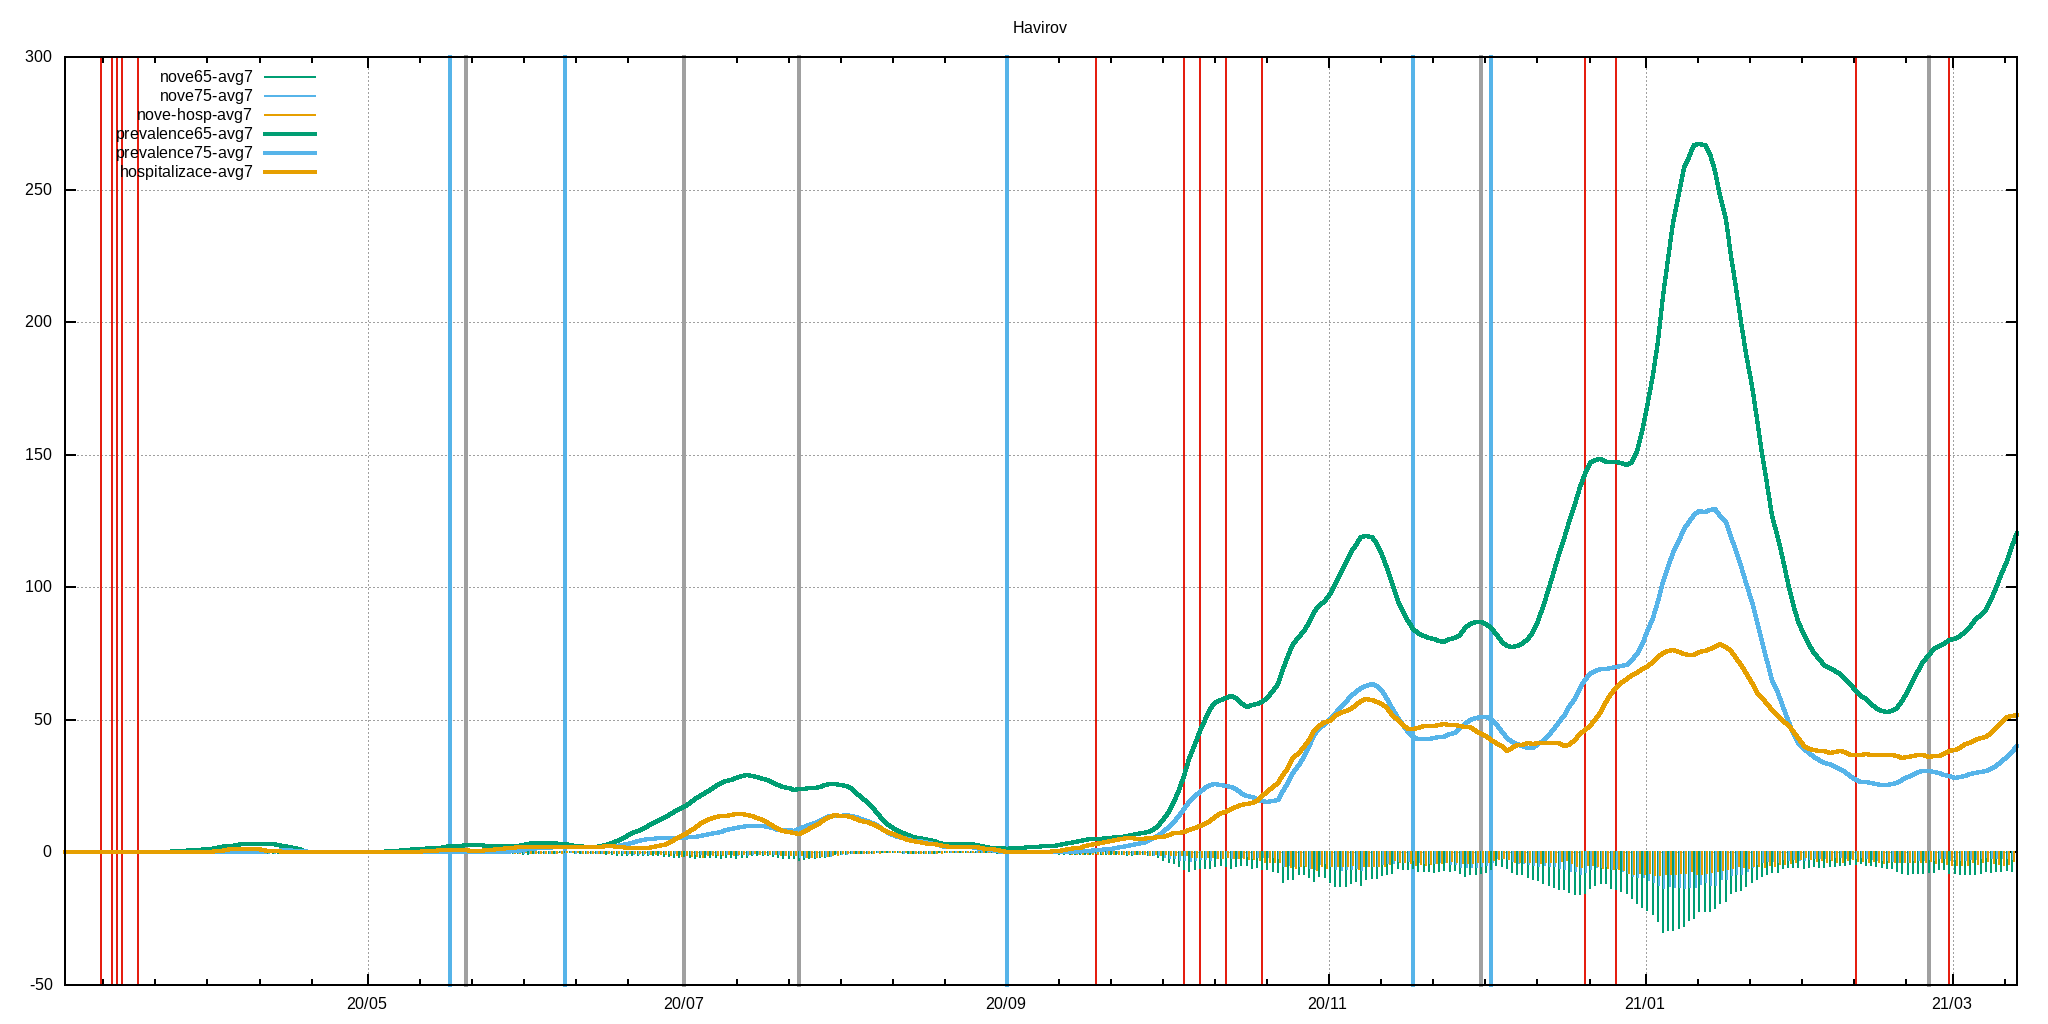 Havirov
300
nove65-avg7
nove75-avg7
nove-hosp-avg7
prevalence65-avg7
prevalence75-avg7
hospitalizace-avg7
250
200
150
100
50
0
-50
20/05 20/07 20/09 20/11 21/01 21/03